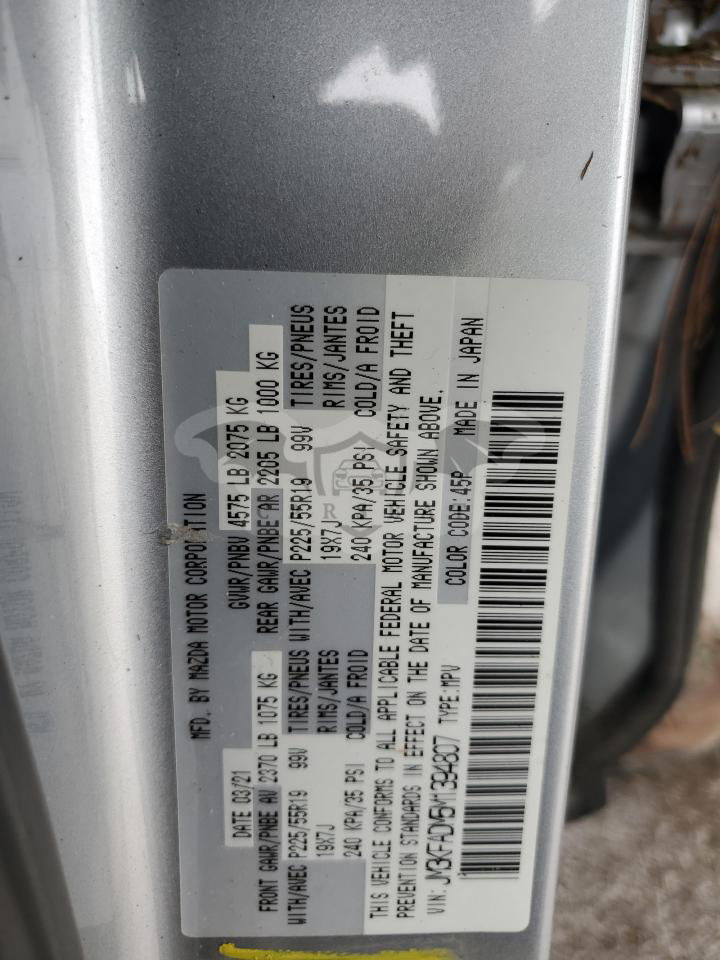 MFD. BY MAZDA MOTOR CORPORATION
DATE 03/21 GVWR/PNBV 4575 LB 2075 KG
FRONT GAWR/PNBE AV 2370 LB 1075 KG REAR GAWR/PNBE AR 2205 LB 1000 KG
WITH/AVEC P225/55R19 99V TIRES/PNEUS WITH/AVEC P225/55R19 99V TIRES/PNEUS
19X7J RIMS/JANTES 19X7J RIMS/JANTES
240 KPA/35 PSI COLD/A FROID 240 KPA/35 PSI COLD/A FROID
THIS VEHICLE CONFORMS TO ALL APPLICABLE FEDERAL MOTOR VEHICLE SAFETY AND THEFT
PREVENTION STANDARDS IN EFFECT ON THE DATE OF MANUFACTURE SHOWN ABOVE.
VIN: JM3KFADM5M1394807 TYPE:MPV COLOR CODE:45P MADE IN JAPAN